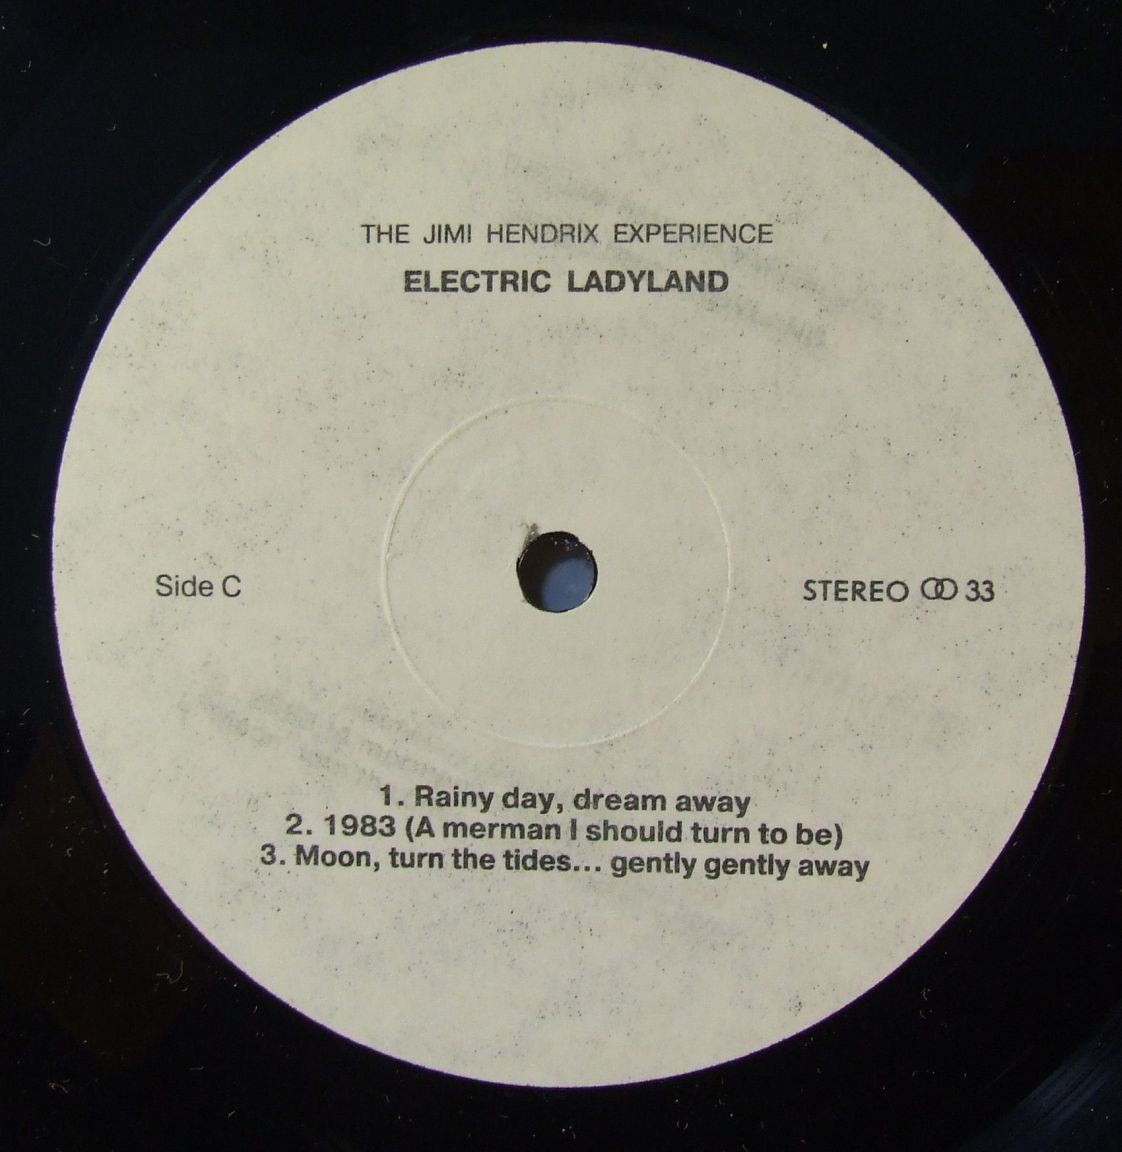 THE JIMI HENDRIX EXPERIENCE
ELECTRIC LADYLAND
Side C
STEREO ꝏ 33
1. Rainy day, dream away
2. 1983 (A merman I should turn to be)
3. Moon, turn the tides... gently gently away